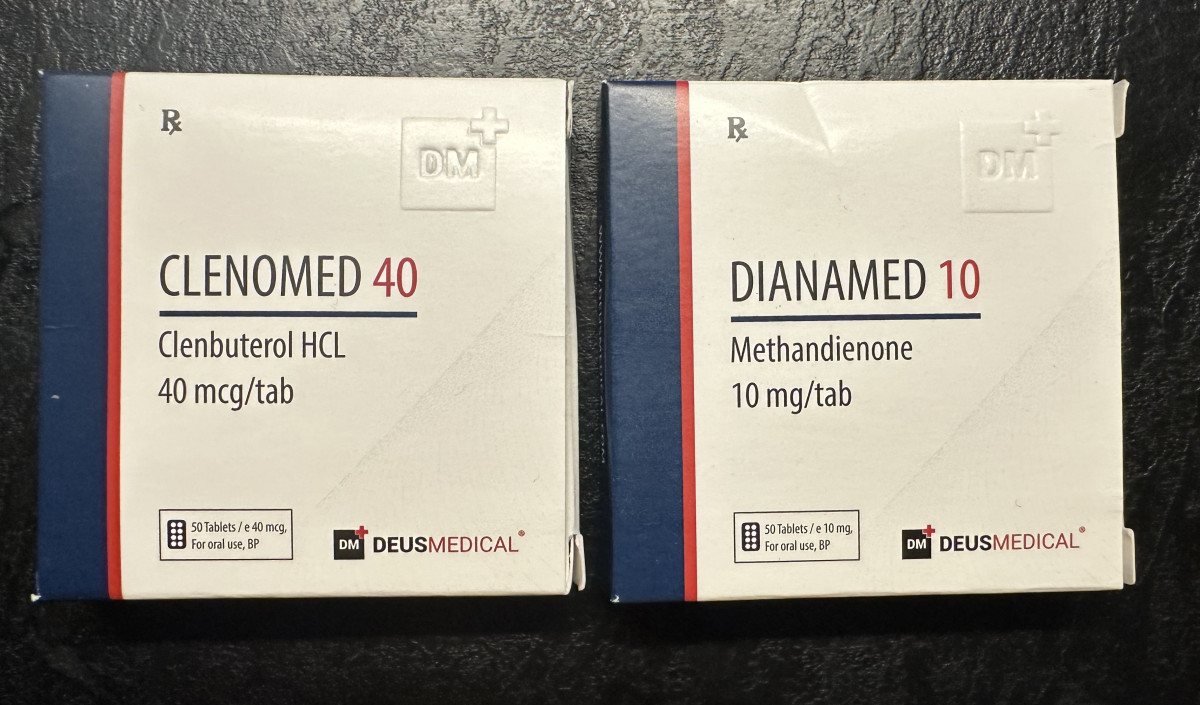 ℞
DM
CLENOMED 40
Clenbuterol HCL
40 mcg/tab
50 Tablets / e 40 mcg,
For oral use, BP
DM DEUSMEDICAL®
℞
DM
DIANAMED 10
Methandienone
10 mg/tab
50 Tablets / e 10 mg,
For oral use, BP
DM DEUSMEDICAL®